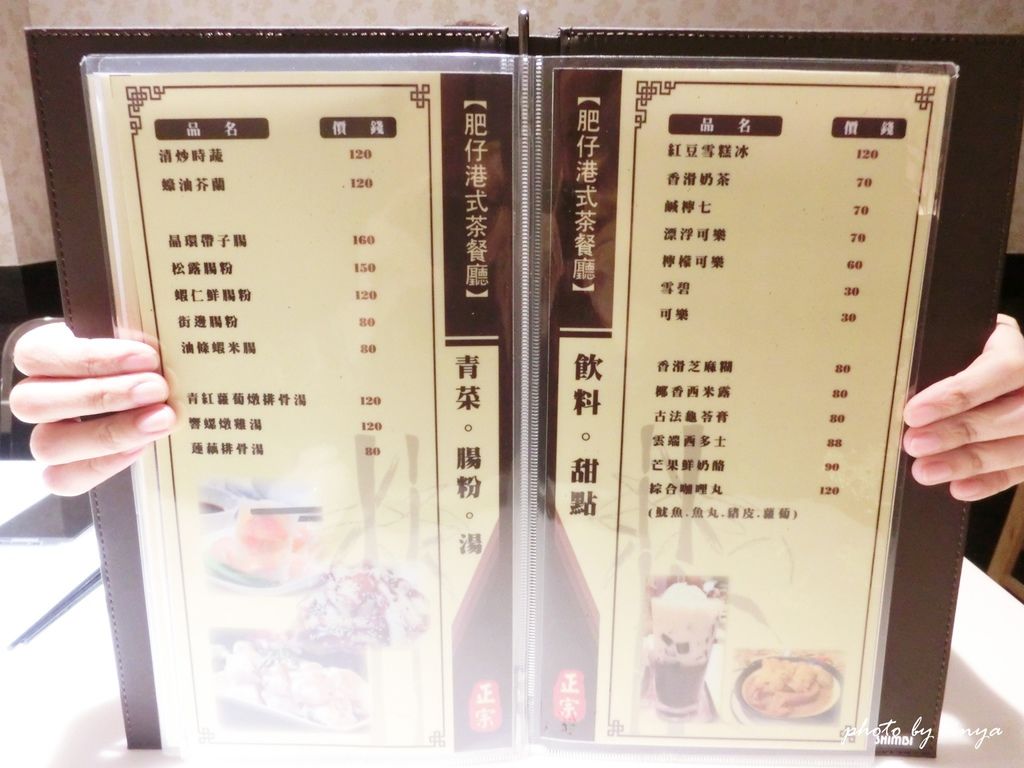 品名 價錢
清炒時蔬 120
蠔油芥蘭 120
晶環帶子腸 160
松露腸粉 150
蝦仁鮮腸粉 120
街邊腸粉 80
油條蝦米腸 80
青紅蘿蔔燉排骨湯 120
響螺燉雞湯 120
蓮藕排骨湯 80
【肥仔港式茶餐廳】
青菜。腸粉。湯
正宗
【肥仔港式茶餐廳】
飲料。甜點
正宗
品名 價錢
紅豆雪糕冰 120
香滑奶茶 70
鹹檸七 70
漂浮可樂 70
檸檬可樂 60
雪碧 30
可樂 30
香滑芝麻糊 80
椰香西米露 80
古法龜苓膏 80
雲端西多士 88
芒果鮮奶酪 90
綜合咖哩丸 120
(魷魚.魚丸.豬皮.蘿蔔)
SHIMBI